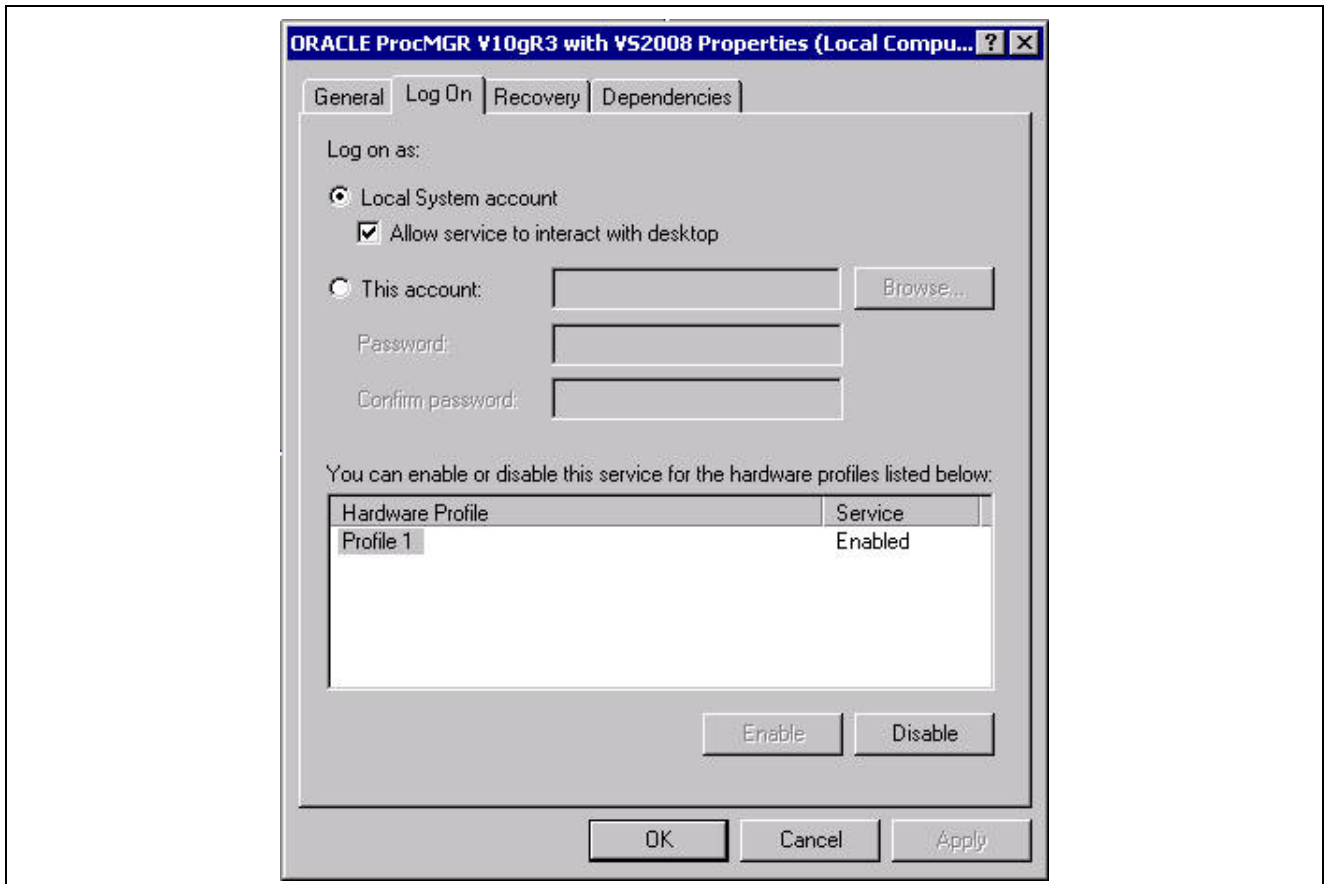 ORACLE ProcMGR V10gR3 with VS2008 Properties (Local Compu... ? X
General Log On Recovery Dependencies
Log on as:
Local System account
Allow service to interact with desktop
This account: Browse...
Password:
Confirm password:
You can enable or disable this service for the hardware profiles listed below:
Hardware Profile Service
Profile 1 Enabled
Enable Disable
OK Cancel Apply